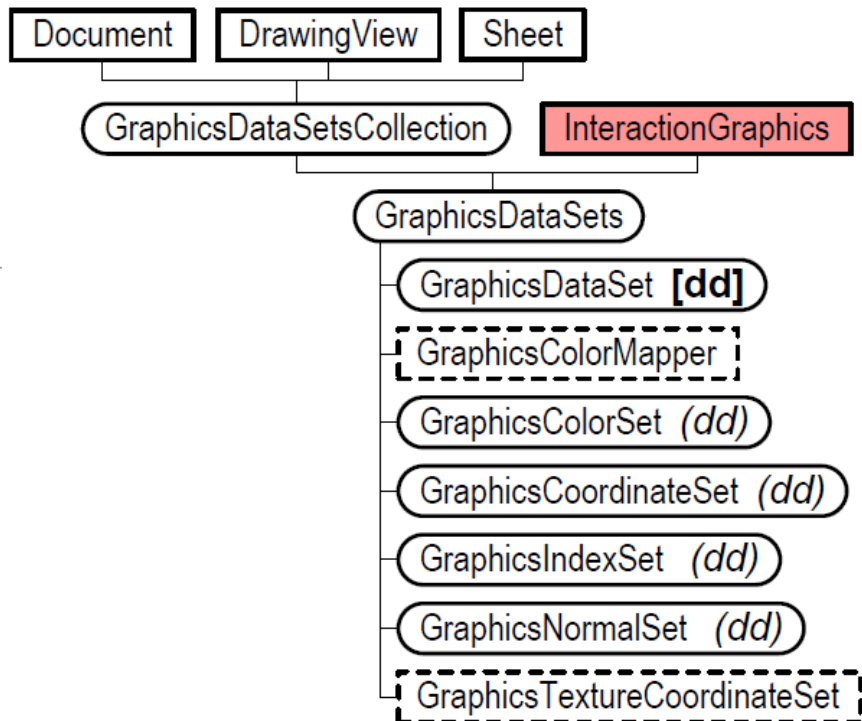 Document DrawingView Sheet
GraphicsDataSetsCollection InteractionGraphics
GraphicsDataSets
GraphicsDataSet [dd]
GraphicsColorMapper
GraphicsColorSet (dd)
GraphicsCoordinateSet (dd)
GraphicsIndexSet (dd)
GraphicsNormalSet (dd)
GraphicsTextureCoordinateSet